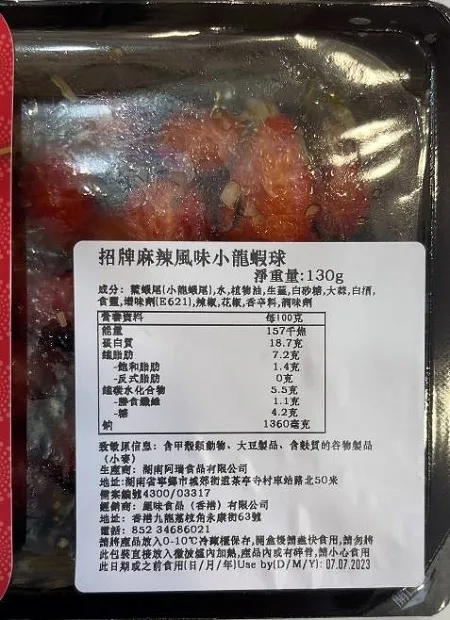 招牌麻辣風味小龍蝦球
淨重量:130g
成分: 鰲蝦尾(小龍蝦尾),水,植物油,生薑,白砂糖,大蒜,白酒,
食鹽,增味劑(E621),辣椒,花椒,香辛料,調味劑
營養資料 每100克
能量 157千焦
蛋白質 18.7克
總脂肪 7.2克
-飽和脂肪 1.4克
-反式脂肪 0克
總碳水化合物 5.5克
-膳食纖維 1.1克
-糖 4.2克
鈉 1360毫克
致敏原信息: 含甲殼類動物、大豆製品、含麩質的谷物製品
(小麥)
生產商: 湖南阿瑞食品有限公司
地址:湖南省寧鄉市城郊街道茶亭寺村車站路北50米
備案編號4300/03317
經銷商: 味食品(香港)有限公司
地址: 香港九龍荔枝角永康街63號
電話: 852 34686021
請將產品放入0-10℃冷藏櫃保存,開盒後請盡快食用,請勿將
此包裝直接放入微波爐內加熱,產品內或有碎骨,請小心食用
此日期或之前食用(日/月/年)Use by(D/M/Y): 07.07.2023